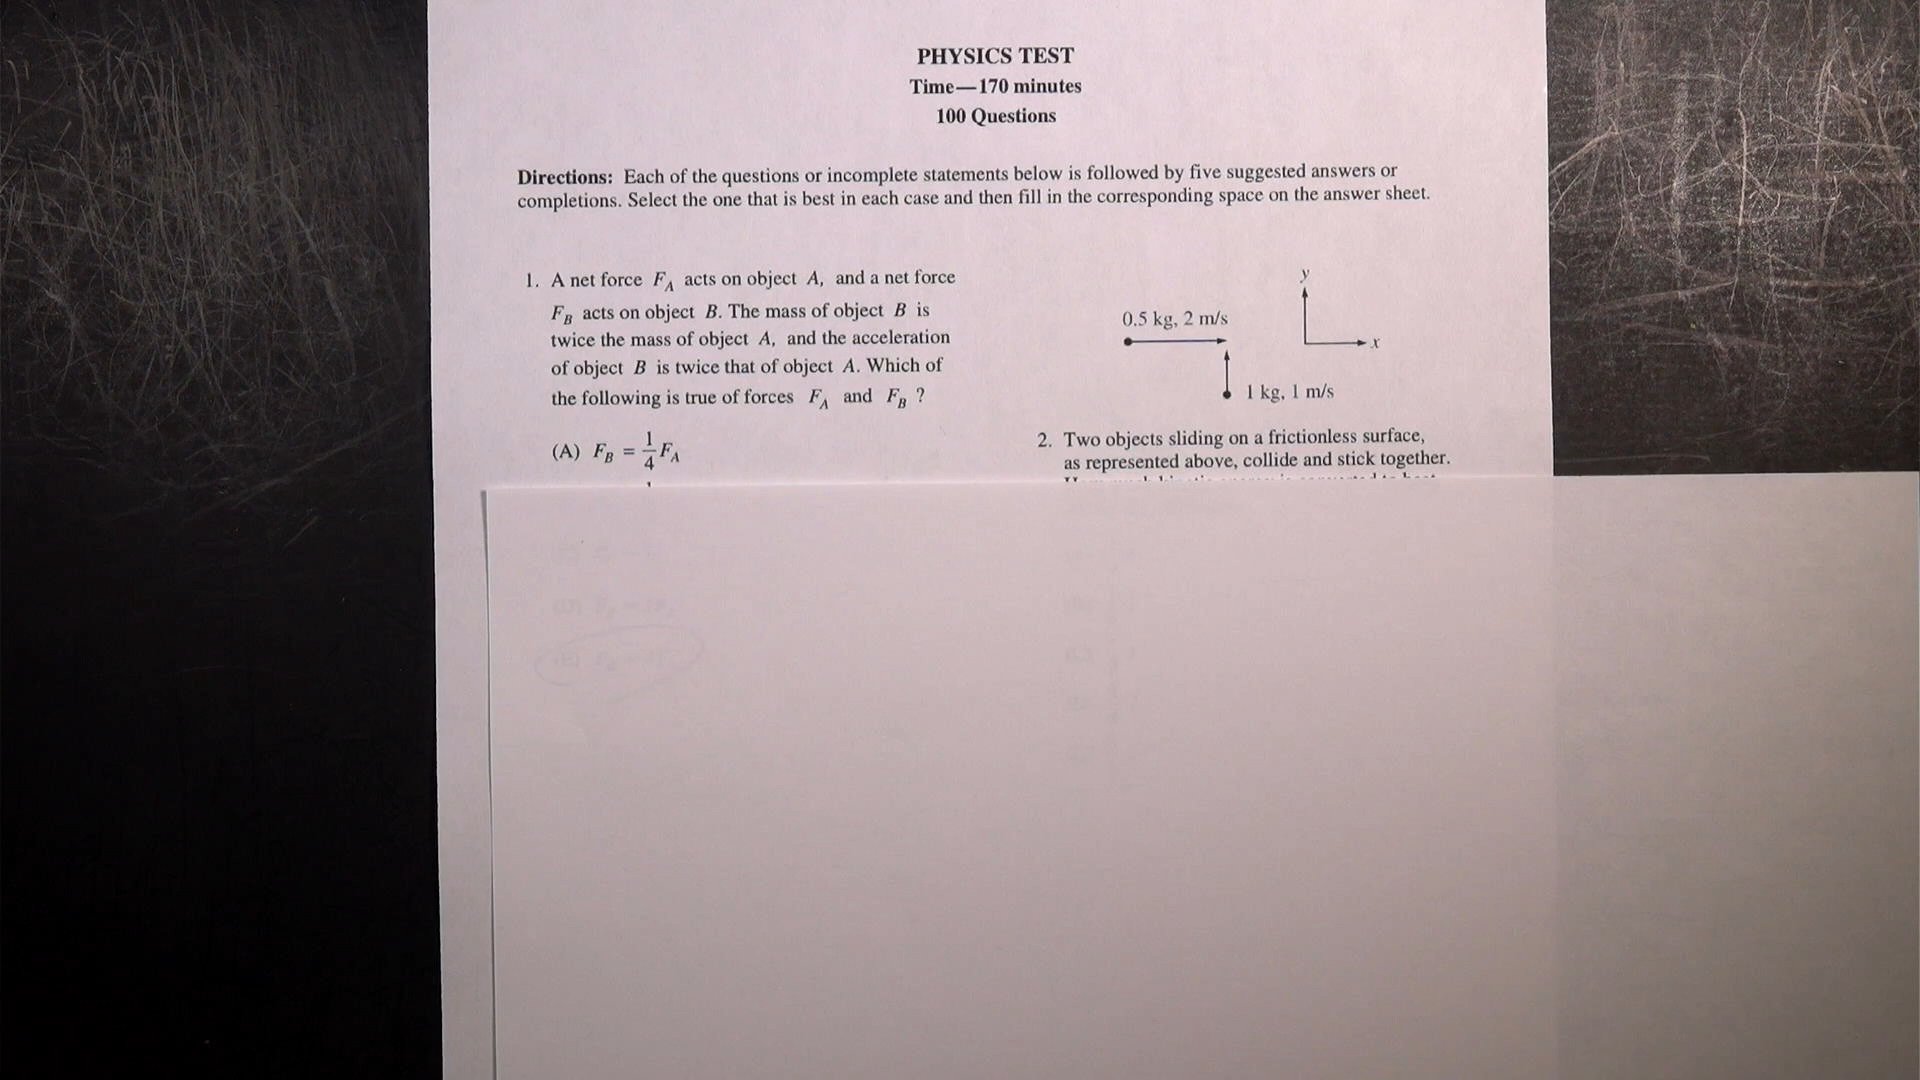 PHYSICS TEST
Time—170 minutes
100 Questions
Directions: Each of the questions or incomplete statements below is followed by five suggested answers or
completions. Select the one that is best in each case and then fill in the corresponding space on the answer sheet.
1. A net force F_A acts on object A, and a net force
F_B acts on object B. The mass of object B is
twice the mass of object A, and the acceleration
of object B is twice that of object A. Which of
the following is true of forces F_A and F_B ?
(A) F_B = 1/4 F_A
y
0.5 kg, 2 m/s
x
1 kg, 1 m/s
2. Two objects sliding on a frictionless surface,
as represented above, collide and stick together.